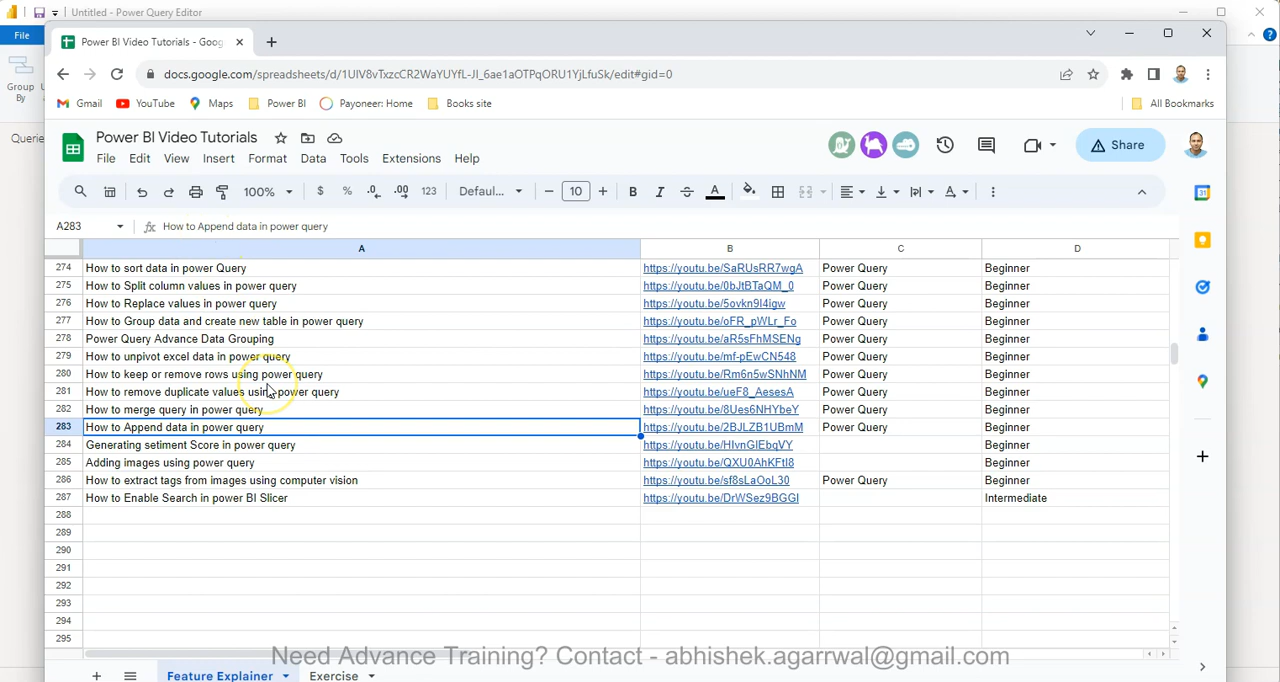 Untitled - Power Query Editor
File
Group By
Querie
Power BI Video Tutorials - Goog
docs.google.com/spreadsheets/d/1UIV8vTxzcCR2WaYUYfL-Jl_6ae1aOTPqORU1YjLfuSk/edit#gid=0
Gmail YouTube Maps Power BI Payoneer: Home Books site All Bookmarks
Power BI Video Tutorials
File Edit View Insert Format Data Tools Extensions Help
Share
100% $ % .0 .00 123 Defaul... 10 B I A
A283 fx How to Append data in power query
A B C D
274 How to sort data in power Query https://youtu.be/SaRUsRR7wgA Power Query Beginner
275 How to Split column values in power query https://youtu.be/0bJtBTaQM_0 Power Query Beginner
276 How to Replace values in power query https://youtu.be/5ovkn9I4igw Power Query Beginner
277 How to Group data and create new table in power query https://youtu.be/oFR_pWLr_Fo Power Query Beginner
278 Power Query Advance Data Grouping https://youtu.be/aR5sFhMSENg Power Query Beginner
279 How to unpivot excel data in power query https://youtu.be/mf-pEwCN548 Power Query Beginner
280 How to keep or remove rows using power query https://youtu.be/Rm6n5wSNhNM Power Query Beginner
281 How to remove duplicate values using power query https://youtu.be/ueF8_AesesA Power Query Beginner
282 How to merge query in power query https://youtu.be/8Ues6NHYbeY Power Query Beginner
283 How to Append data in power query https://youtu.be/2BJLZB1UBmM Power Query Beginner
284 Generating setiment Score in power query https://youtu.be/HIvnGIEbqVY Beginner
285 Adding images using power query https://youtu.be/QXU0AhKFtI8 Beginner
286 How to extract tags from images using computer vision https://youtu.be/sf8sLaOoL30 Power Query Beginner
287 How to Enable Search in power BI Slicer https://youtu.be/DrWSez9BGGI Intermediate
288
289
290
291
292
293
294
295
Need Advance Training? Contact - abhishek.agarrwal@gmail.com
Feature Explainer Exercise